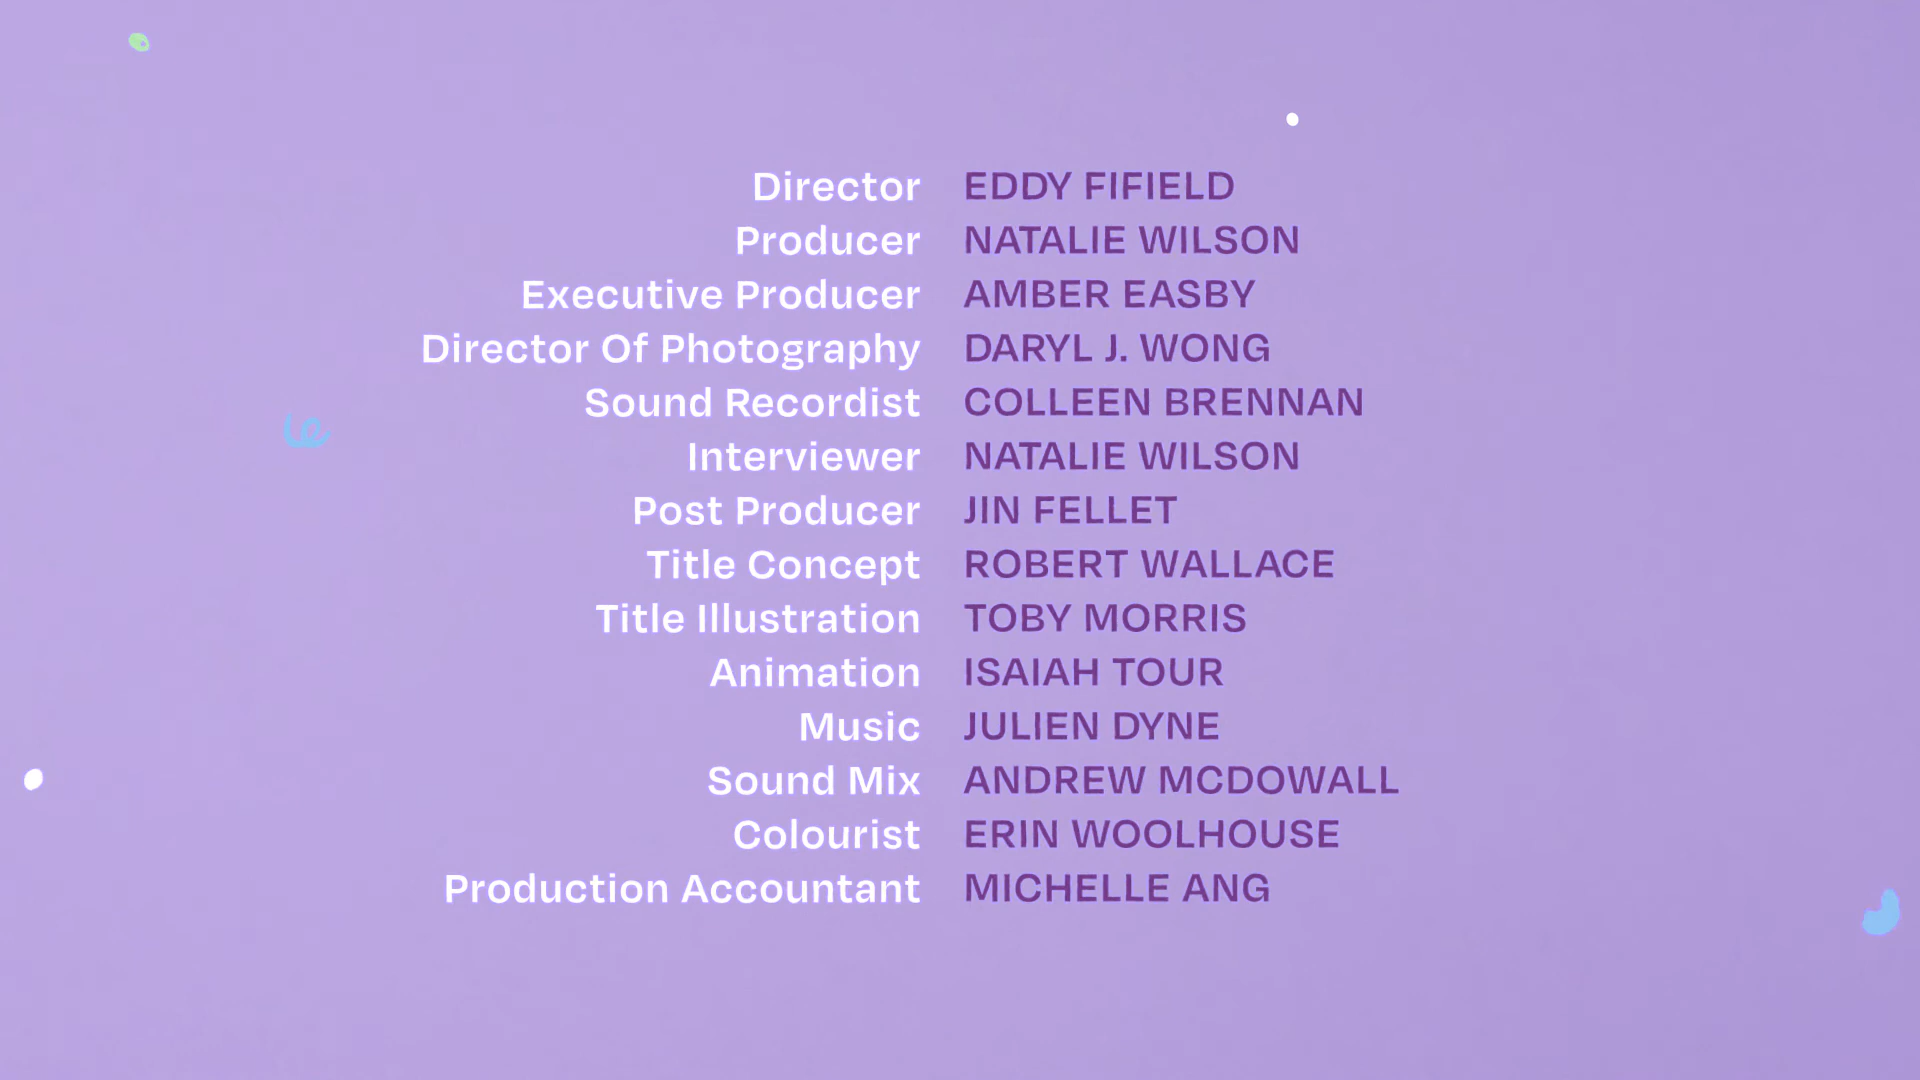 Director EDDY FIFIELD
Producer NATALIE WILSON
Executive Producer AMBER EASBY
Director Of Photography DARYL J. WONG
Sound Recordist COLLEEN BRENNAN
Interviewer NATALIE WILSON
Post Producer JIN FELLET
Title Concept ROBERT WALLACE
Title Illustration TOBY MORRIS
Animation ISAIAH TOUR
Music JULIEN DYNE
Sound Mix ANDREW MCDOWALL
Colourist ERIN WOOLHOUSE
Production Accountant MICHELLE ANG